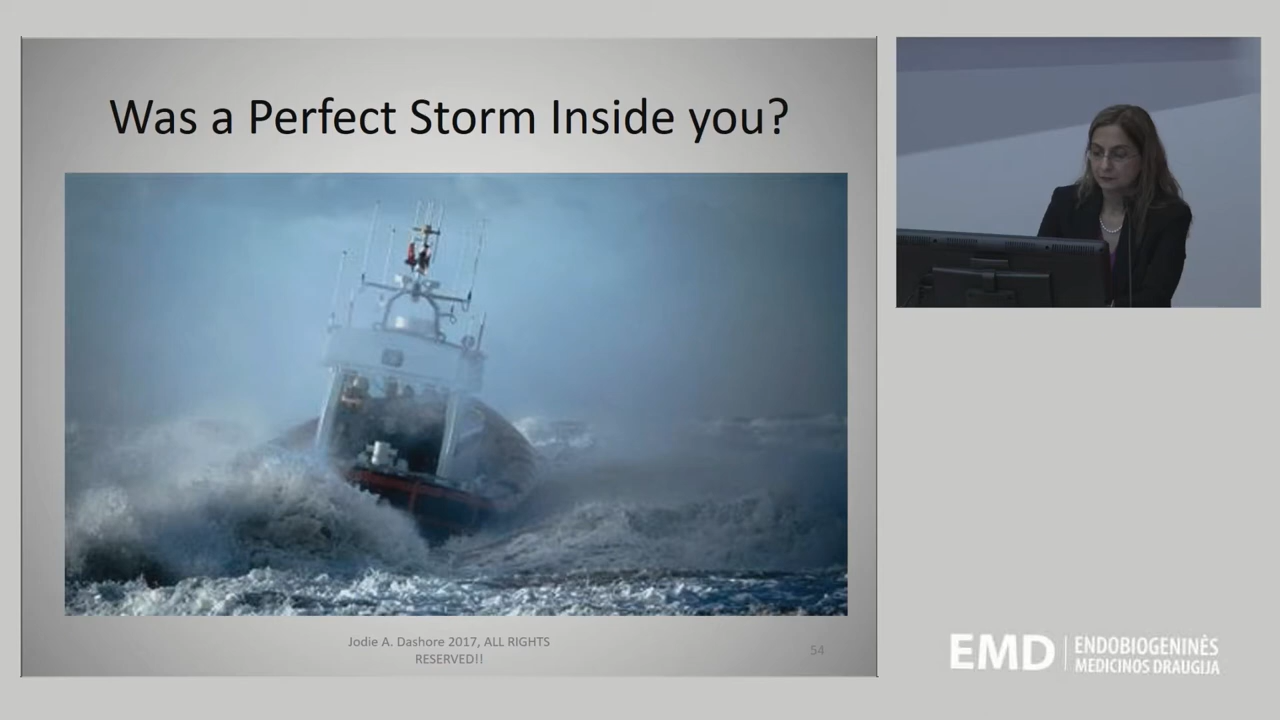 Was a Perfect Storm Inside you?
Jodie A. Dashore 2017, ALL RIGHTS
RESERVED!!
54
EMD
ENDOBIOGENINĖS
MEDICINOS DRAUGIJA